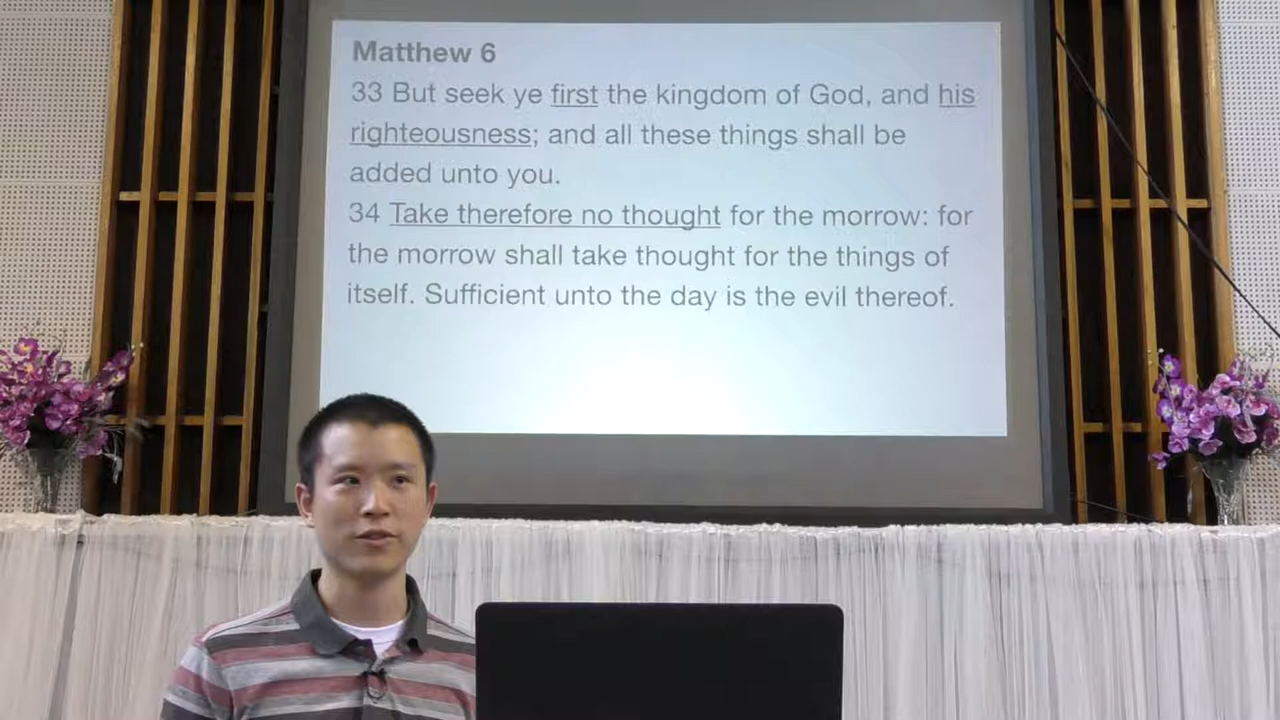 Matthew 6
33 But seek ye first the kingdom of God, and his
righteousness; and all these things shall be
added unto you.
34 Take therefore no thought for the morrow: for
the morrow shall take thought for the things of
itself. Sufficient unto the day is the evil thereof.